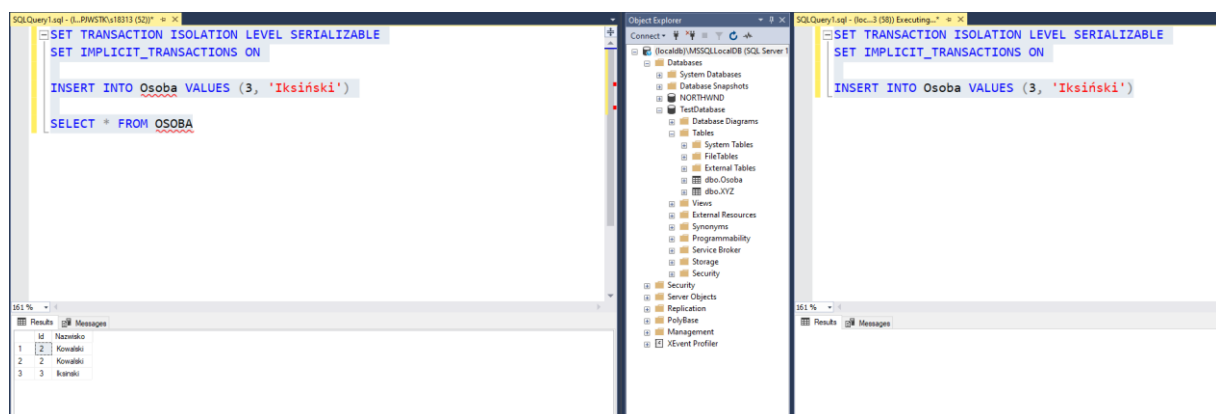 SQLQuery1.sql - (l...PJWSTK\s18313 (52))*
SET TRANSACTION ISOLATION LEVEL SERIALIZABLE
SET IMPLICIT_TRANSACTIONS ON
INSERT INTO Osoba VALUES (3, 'Iksiński')
SELECT * FROM OSOBA
161 %
Results Messages
Id Nazwisko
1 2 Kowalski
2 2 Kowalski
3 3 Iksinski
Object Explorer
Connect
(localdb)\MSSQLLocalDB (SQL Server 1
Databases
System Databases
Database Snapshots
NORTHWND
TestDatabase
Database Diagrams
Tables
System Tables
FileTables
External Tables
dbo.Osoba
dbo.XYZ
Views
External Resources
Synonyms
Programmability
Service Broker
Storage
Security
Security
Server Objects
Replication
PolyBase
Management
XEvent Profiler
SQLQuery1.sql - (loc...3 (58)) Executing...*
SET TRANSACTION ISOLATION LEVEL SERIALIZABLE
SET IMPLICIT_TRANSACTIONS ON
INSERT INTO Osoba VALUES (3, 'Iksiński')
161 %
Results Messages